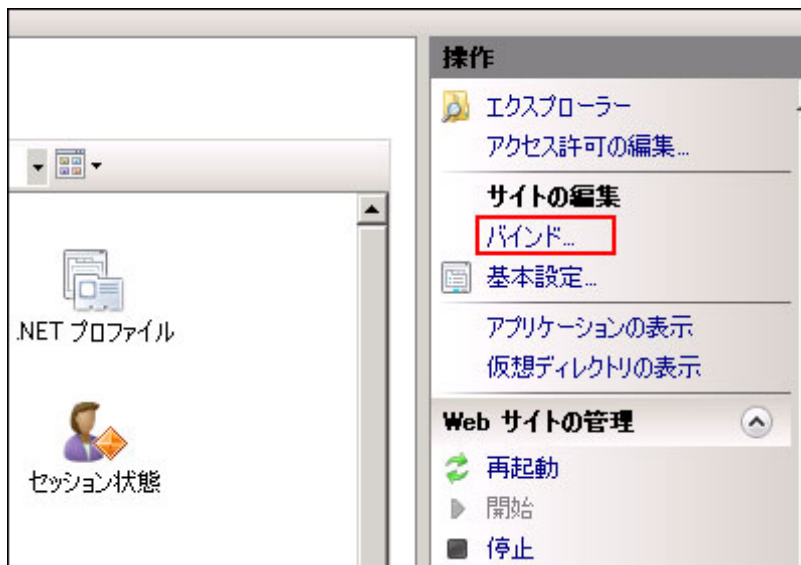 .NET プロファイル
セッション状態
操作
エクスプローラー
アクセス許可の編集...
サイトの編集
バインド...
基本設定...
アプリケーションの表示
仮想ディレクトリの表示
Web サイトの管理
再起動
開始
停止